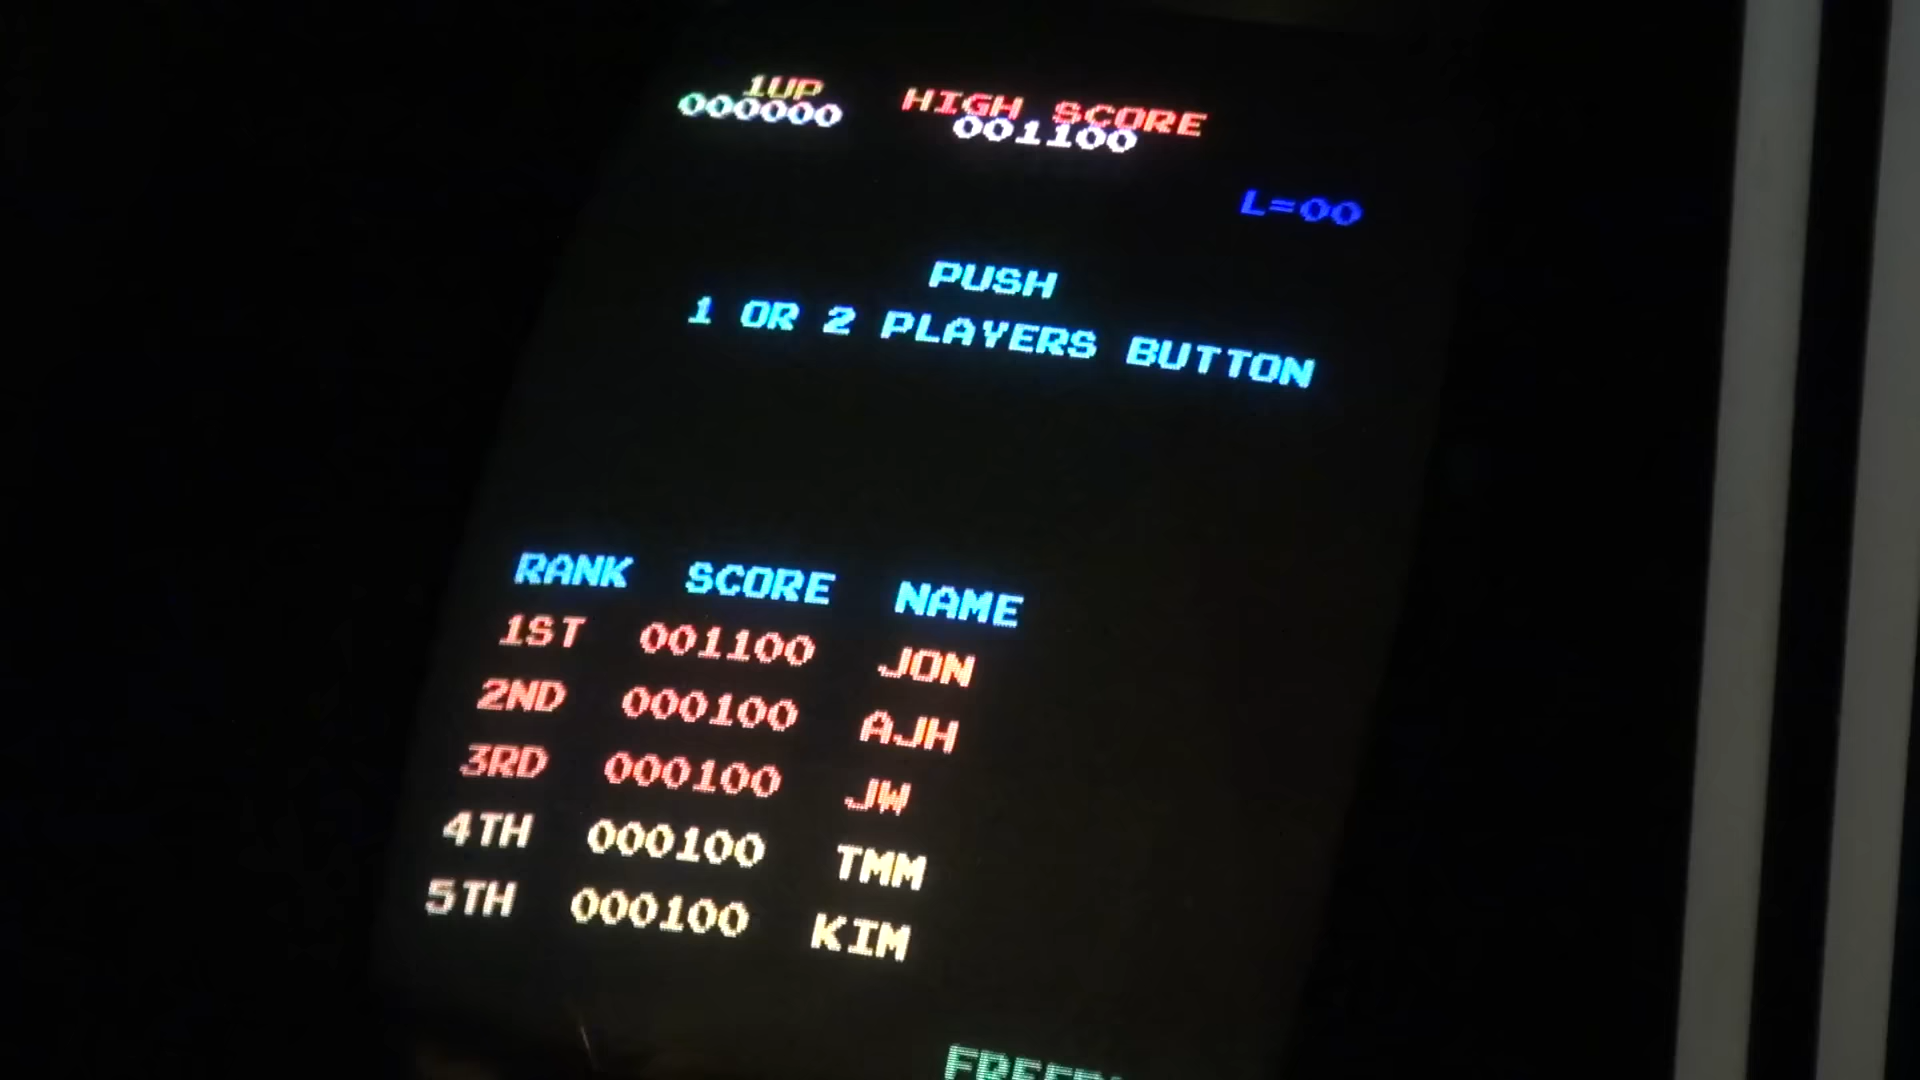 1UP HIGH SCORE
000000 001100
L=00
PUSH
1 OR 2 PLAYERS BUTTON
RANK SCORE NAME
1ST 001100 JON
2ND 000100 AJH
3RD 000100 JW
4TH 000100 TMM
5TH 000100 KIM